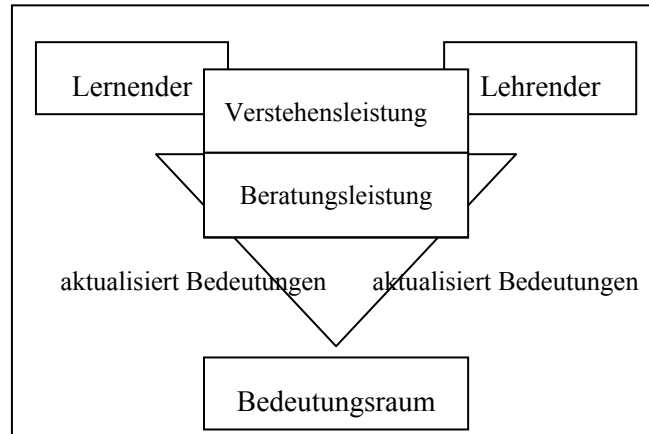 Lernender
Lehrender
Verstehensleistung
Beratungsleistung
aktualisiert Bedeutungen
aktualisiert Bedeutungen
Bedeutungsraum